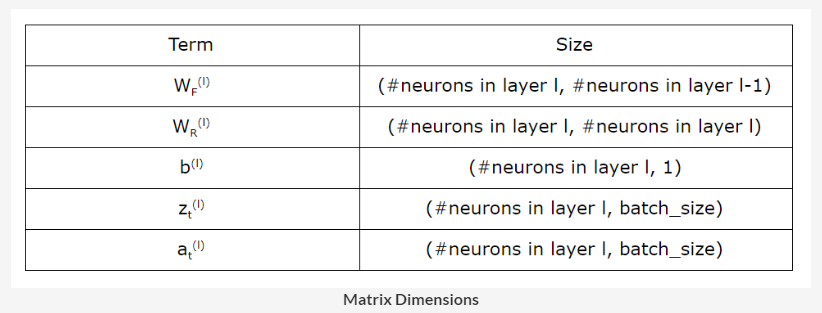 Term Size
W_F^(l) (#neurons in layer l, #neurons in layer l-1)
W_R^(l) (#neurons in layer l, #neurons in layer l)
b^(l) (#neurons in layer l, 1)
z_t^(l) (#neurons in layer l, batch_size)
a_t^(l) (#neurons in layer l, batch_size)
Matrix Dimensions